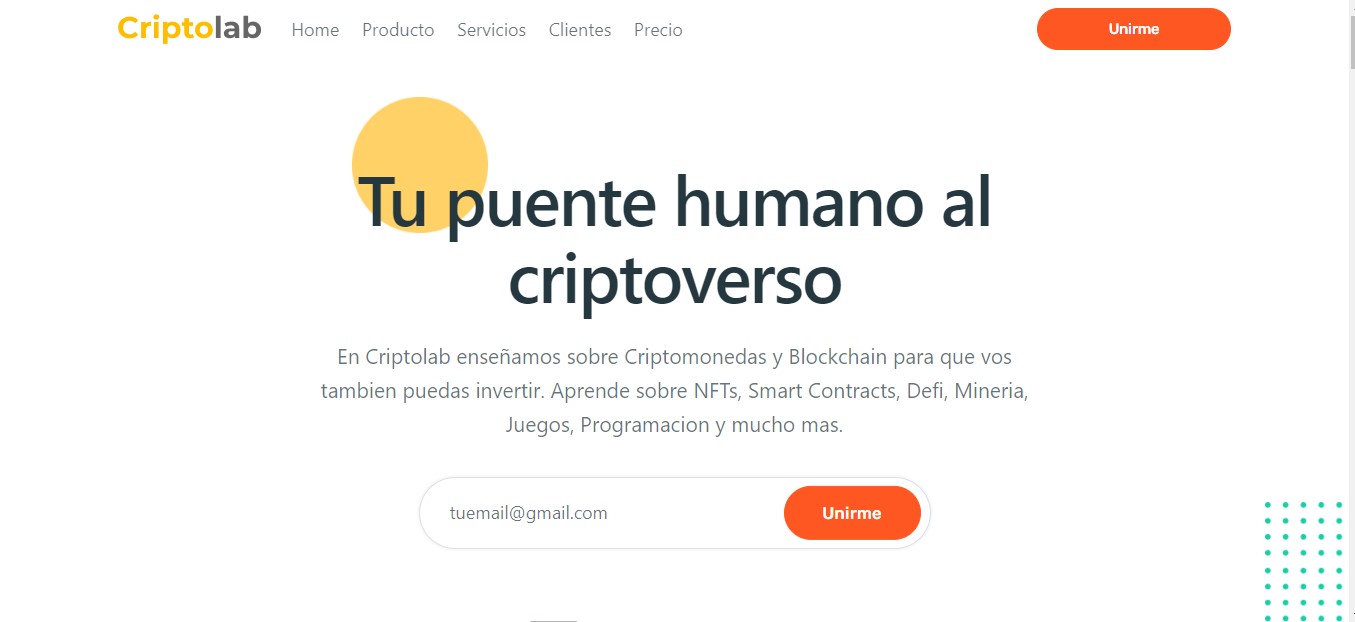 Criptolab Home Producto Servicios Clientes Precio Unirme
Tu puente humano al
criptoverso
En Criptolab enseñamos sobre Criptomonedas y Blockchain para que vos
tambien puedas invertir. Aprende sobre NFTs, Smart Contracts, Defi, Mineria,
Juegos, Programacion y mucho mas.
tuemail@gmail.com Unirme